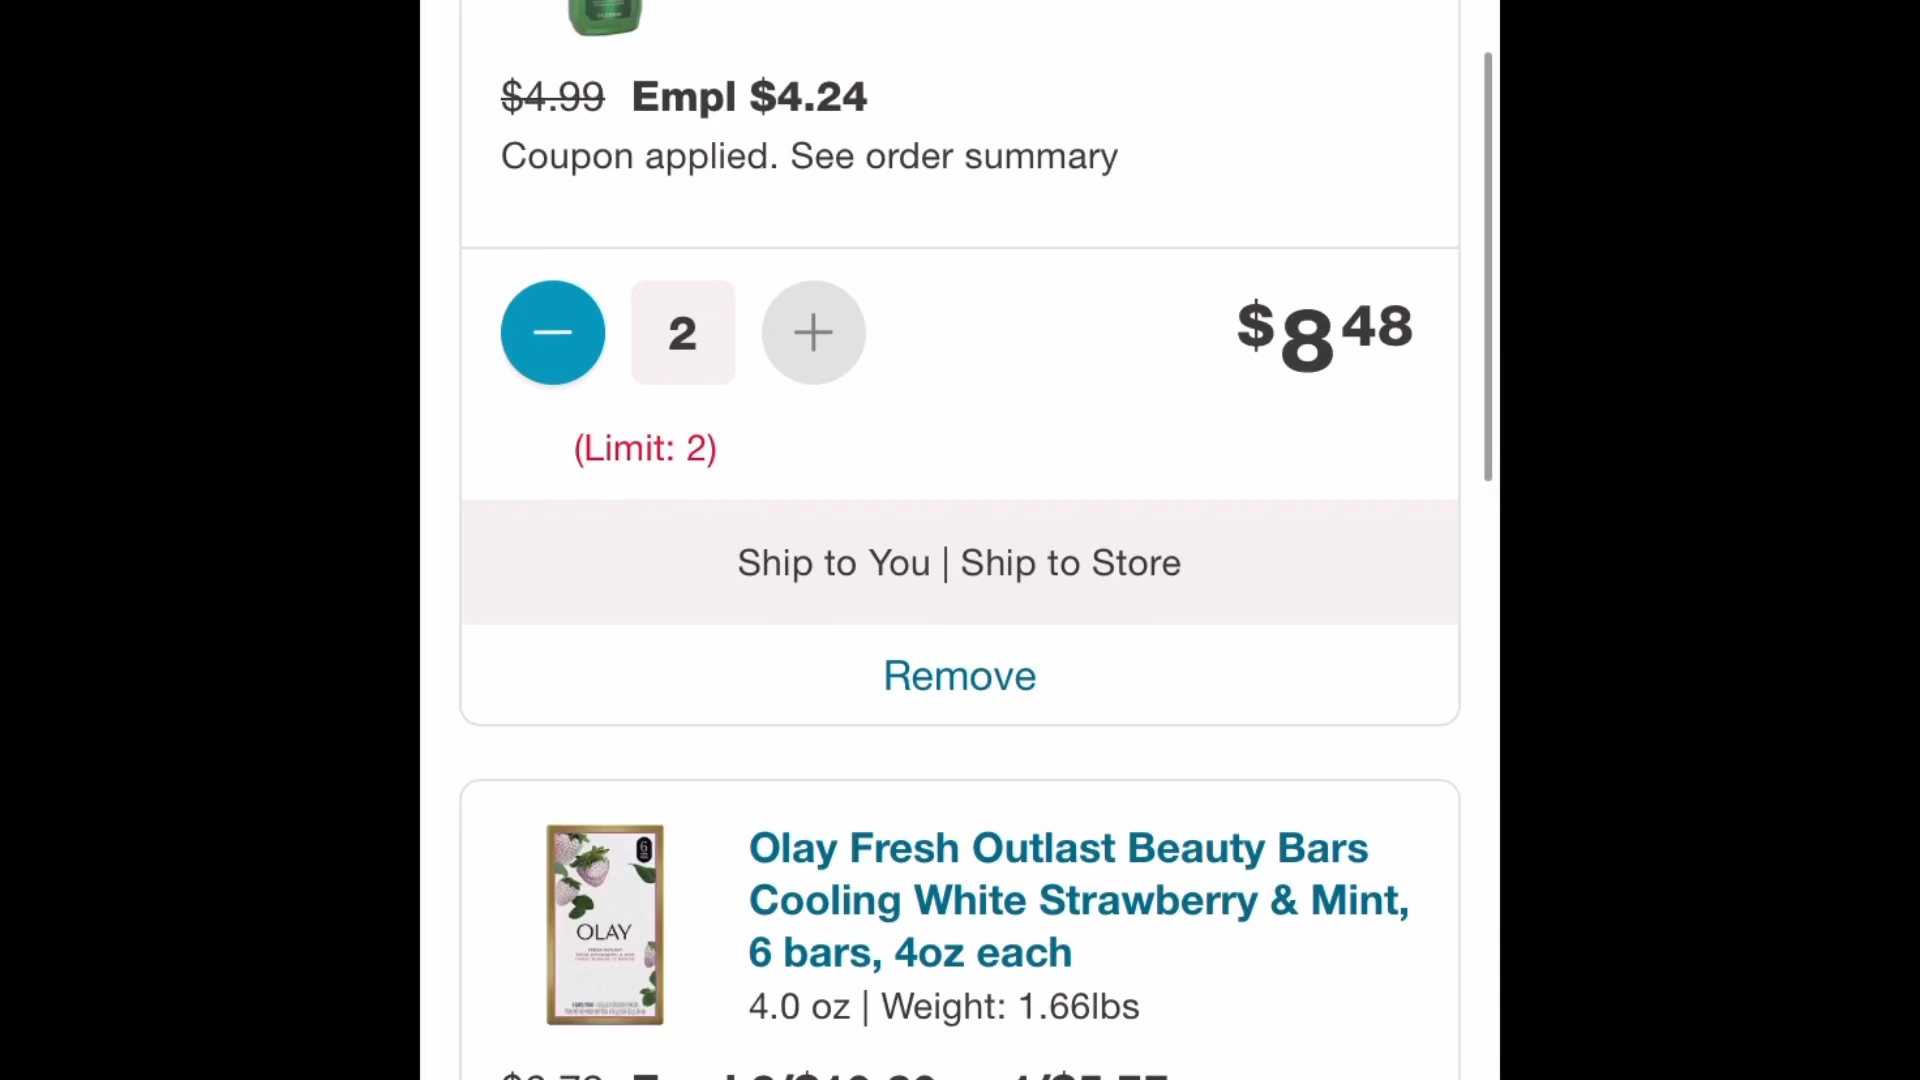 $4.99 Empl $4.24
Coupon applied. See order summary
2
$8 48
(Limit: 2)
Ship to You | Ship to Store
Remove
Olay Fresh Outlast Beauty Bars
Cooling White Strawberry & Mint,
6 bars, 4oz each
4.0 oz | Weight: 1.66lbs
6
OLAY